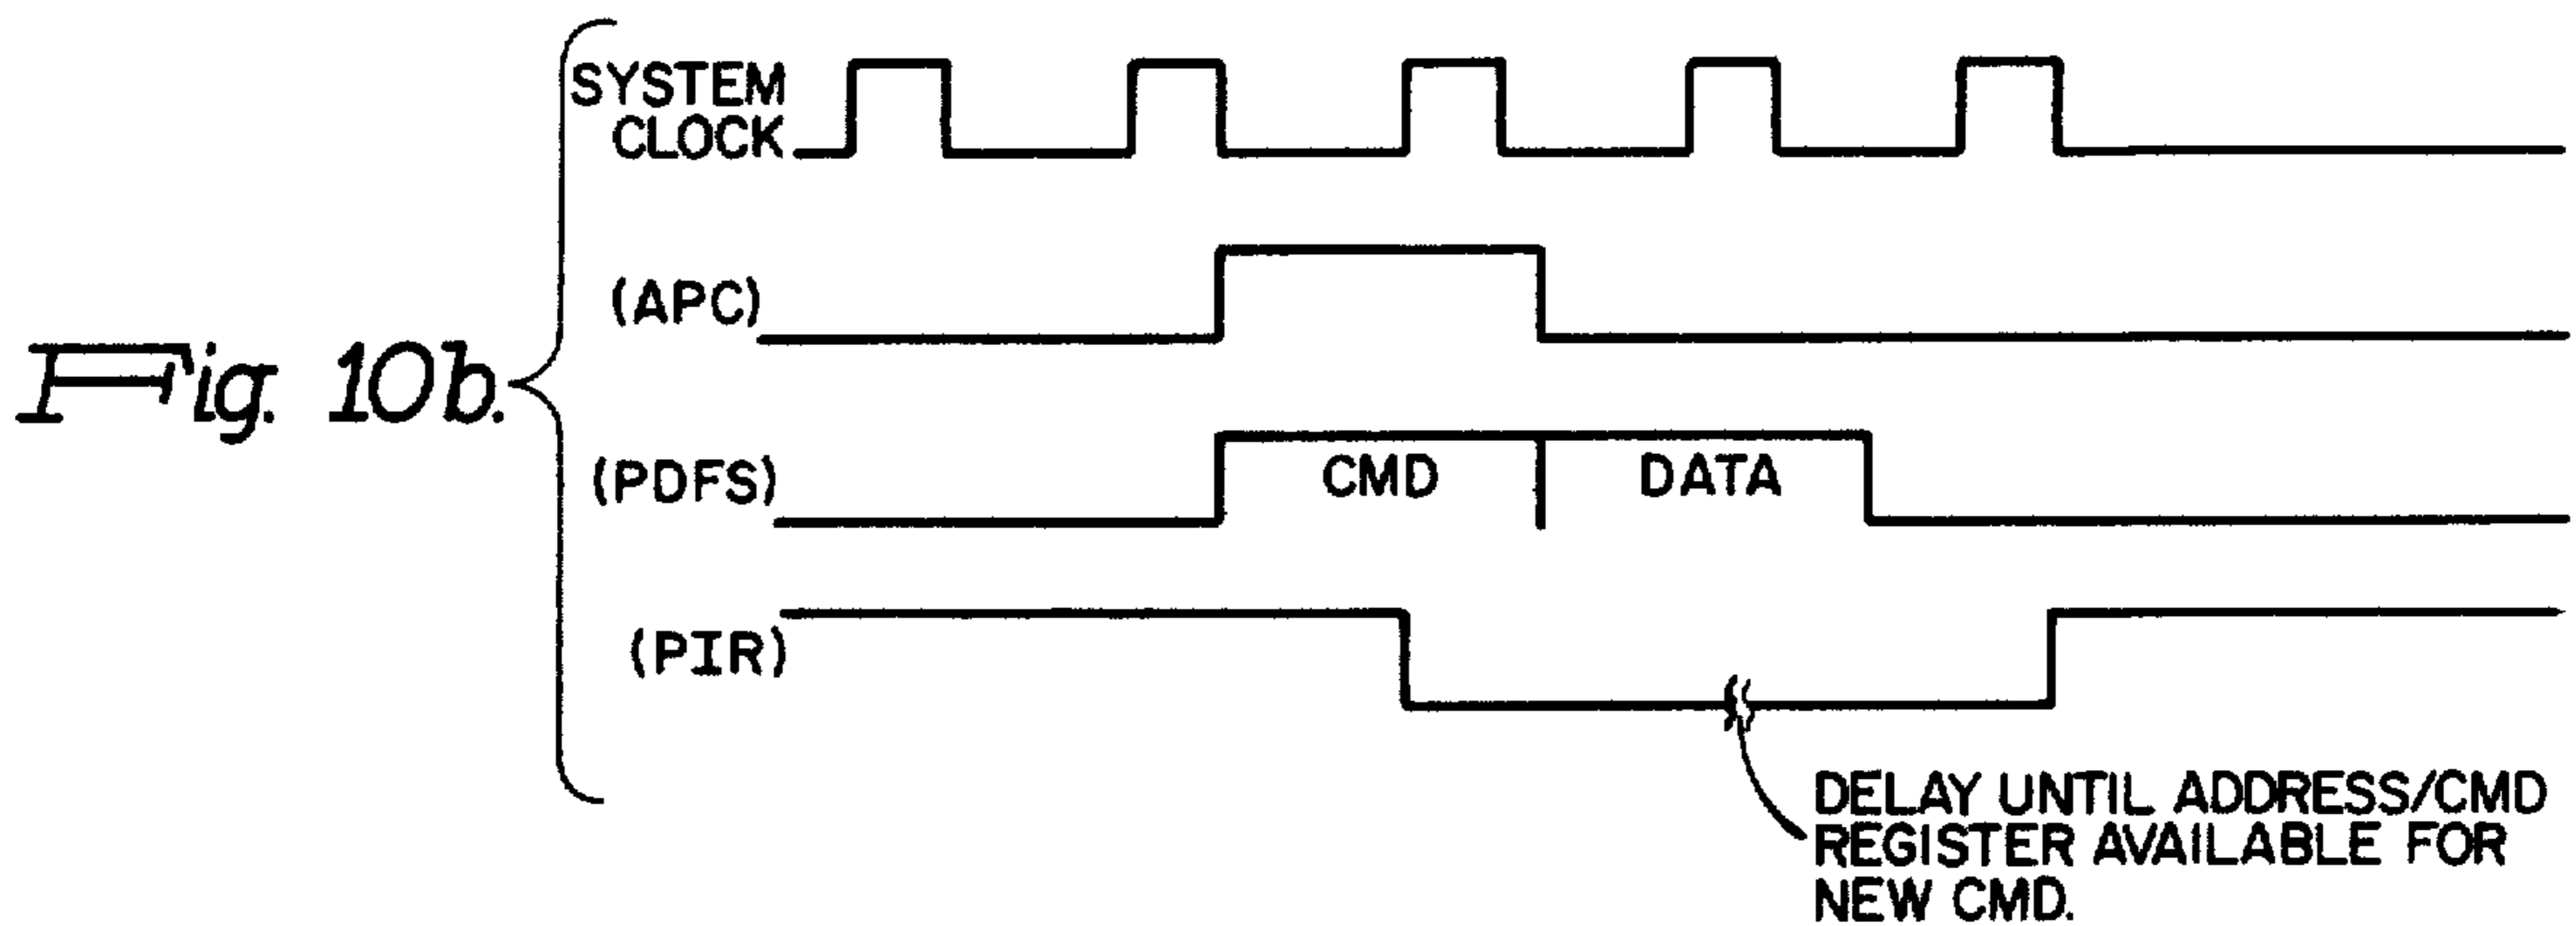 Fig. 10b.
SYSTEM
CLOCK
(APC)
(PDFS)
CMD DATA
(PIR)
DELAY UNTIL ADDRESS/CMD
REGISTER AVAILABLE FOR
NEW CMD.